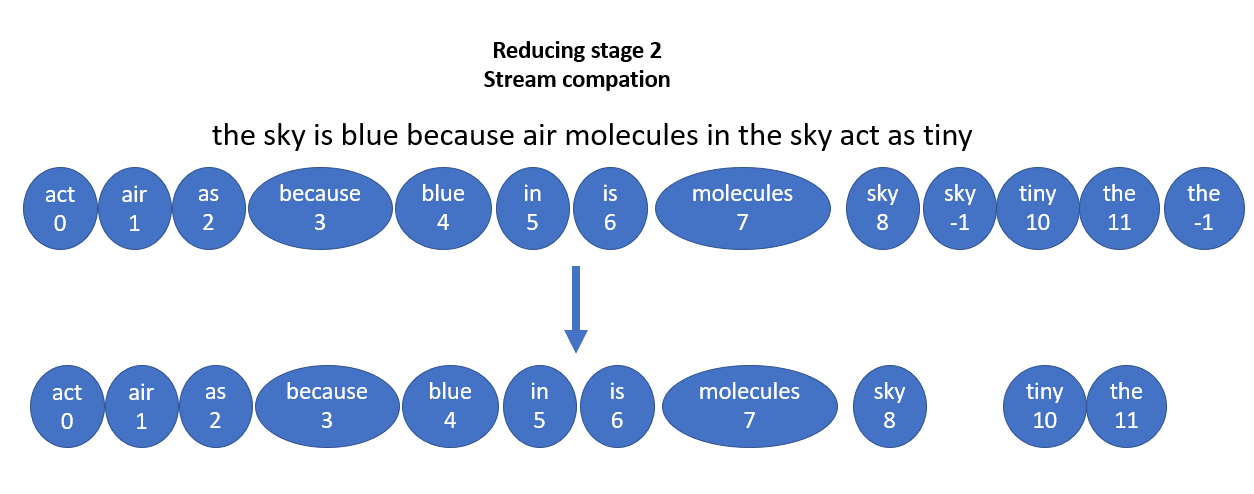 Reducing stage 2
Stream compation
the sky is blue because air molecules in the sky act as tiny
act air as because blue in is molecules sky sky tiny the the
0 1 2 3 4 5 6 7 8 -1 10 11 -1
act air as because blue in is molecules sky tiny the
0 1 2 3 4 5 6 7 8 10 11